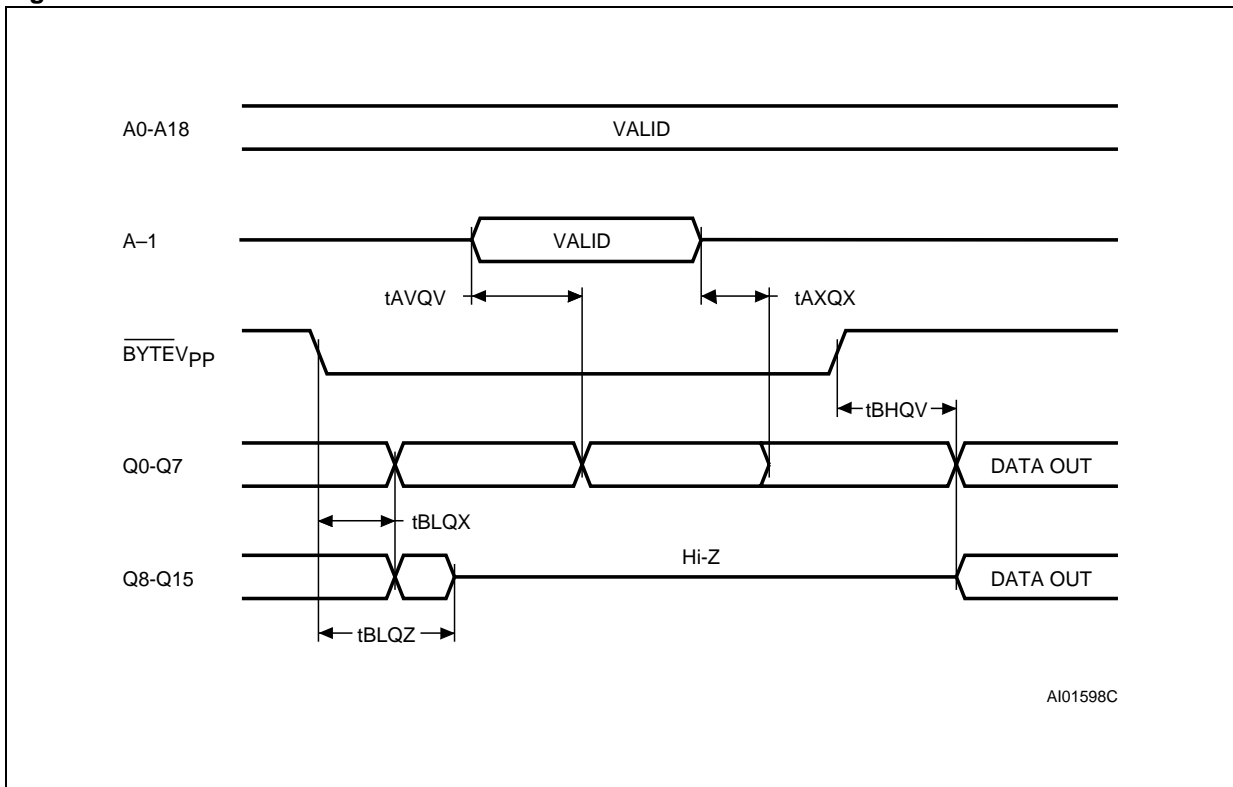 A0-A18 VALID
A–1 VALID
tAVQV tAXQX
BYTEVPP
tBHQV
Q0-Q7 DATA OUT
tBLQX
Hi-Z
Q8-Q15 DATA OUT
tBLQZ
AI01598C